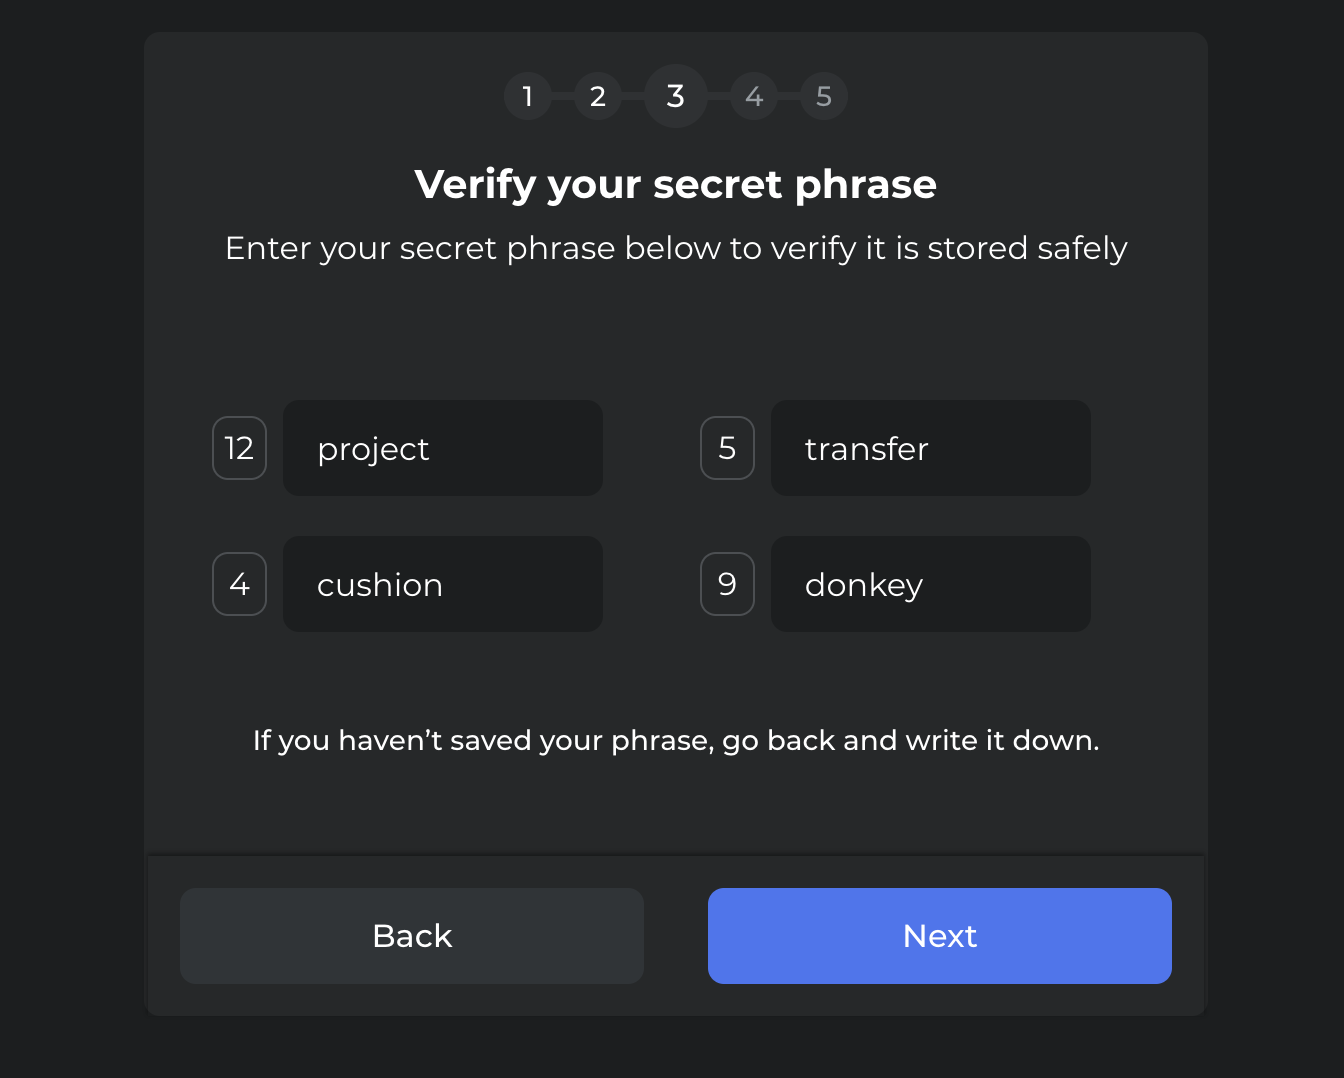 1 2 3 4 5
Verify your secret phrase
Enter your secret phrase below to verify it is stored safely
12 project 5 transfer
4 cushion 9 donkey
If you haven’t saved your phrase, go back and write it down.
Back Next